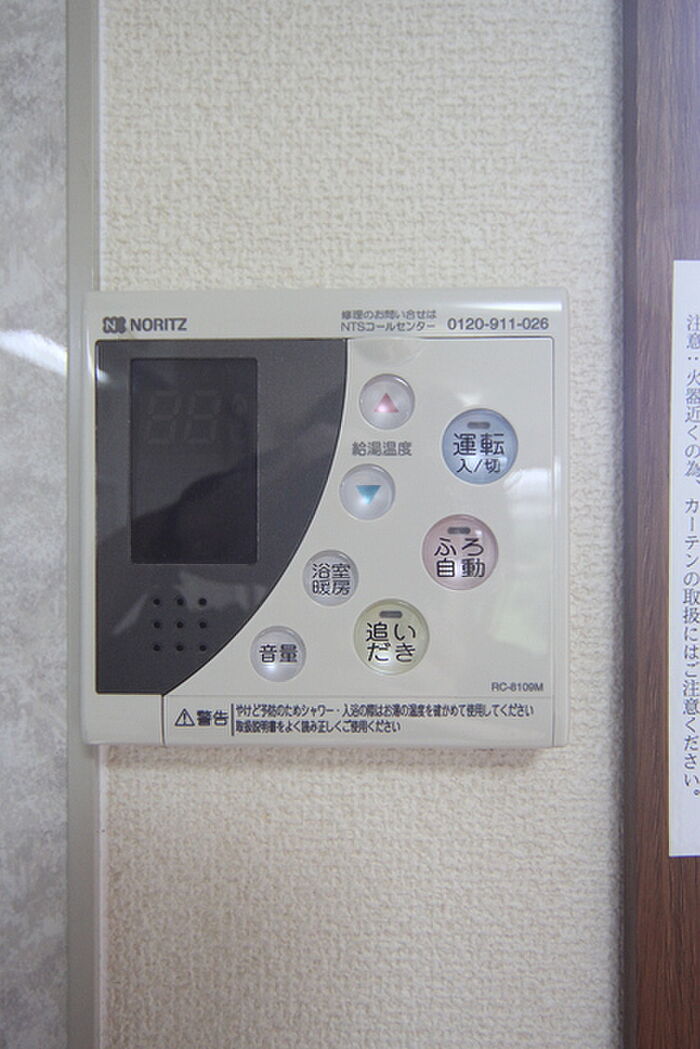 NORITZ
修理のお問い合せは
NTSコールセンター 0120-911-026
給湯温度
運転
入/切
ふろ
自動
浴室
暖房
追い
だき
音量
RC-8109M
警告
やけど予防のためシャワー・入浴の際はお湯の温度を確かめて使用してください
取扱説明書をよく読み正しくご使用ください
注意：火器近くの為、カーテンの取扱にはご注意ください。